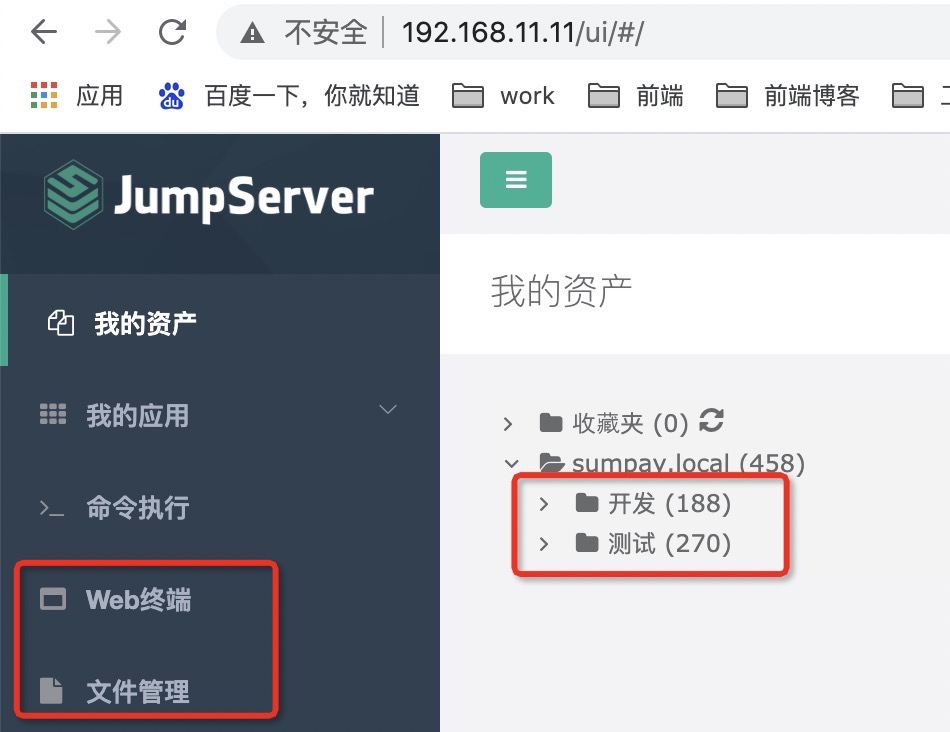 不安全 192.168.11.11/ui/#/
应用 百度一下，你就知道 work 前端 前端博客
JumpServer
我的资产
我的应用
命令执行
Web终端
文件管理
我的资产
收藏夹 (0)
sumpay.local (458)
开发 (188)
测试 (270)